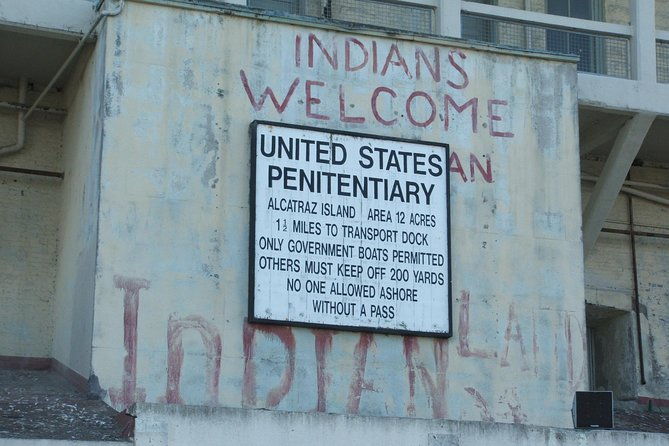 INDIANS
WELCOME
UNITED STATES
PENITENTIARY
ALCATRAZ ISLAND AREA 12 ACRES
1½ MILES TO TRANSPORT DOCK
ONLY GOVERNMENT BOATS PERMITTED
OTHERS MUST KEEP OFF 200 YARDS
NO ONE ALLOWED ASHORE
WITHOUT A PASS
INDIAN LAND